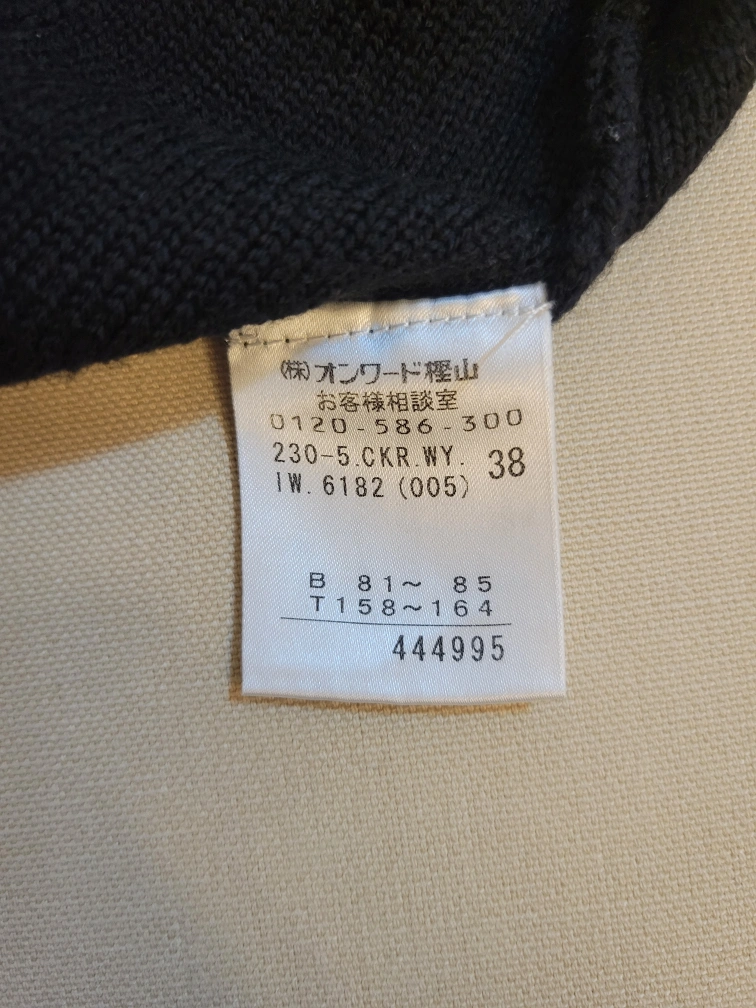 (株)オンワード樫山
お客様相談室
0120-586-300
230-5.CKR.WY. 38
IW.6182(005)
B 81～ 85
T158～164
444995